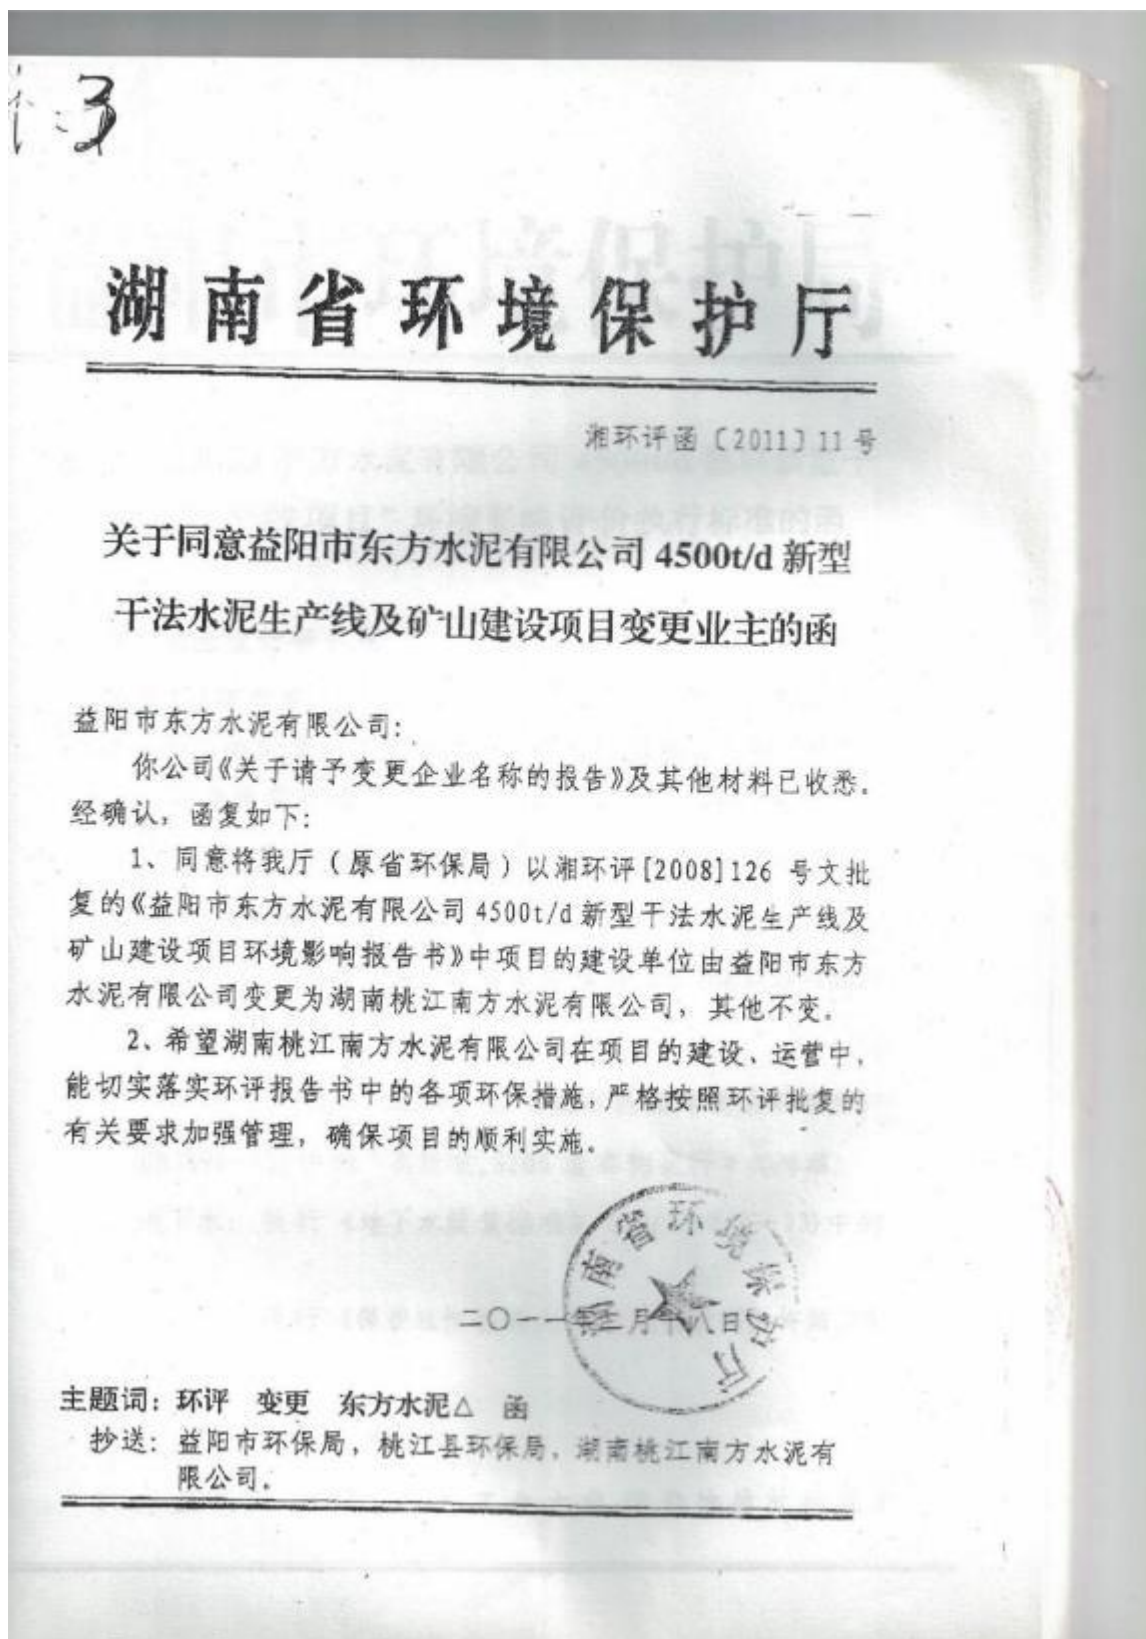 3
湖南省环境保护厅
湘环评函〔2011〕11号
关于同意益阳市东方水泥有限公司4500t/d新型
干法水泥生产线及矿山建设项目变更业主的函
益阳市东方水泥有限公司:
你公司《关于请予变更企业名称的报告》及其他材料已收悉。
经确认,函复如下:
1、同意将我厅(原省环保局)以湘环评[2008]126 号文批
复的《益阳市东方水泥有限公司4500t/d新型干法水泥生产线及
矿山建设项目环境影响报告书》中项目的建设单位由益阳市东方
水泥有限公司变更为湖南桃江南方水泥有限公司,其他不变。
2、希望湖南桃江南方水泥有限公司在项目的建设、运营中,
能切实落实环评报告书中的各项环保措施,严格按照环评批复的
有关要求加强管理,确保项目的顺利实施。
湖南省环境保护厅
二〇一一年 月十八日
主题词:环评 变更 东方水泥△ 函
抄送:益阳市环保局,桃江县环保局,湖南桃江南方水泥有
限公司。